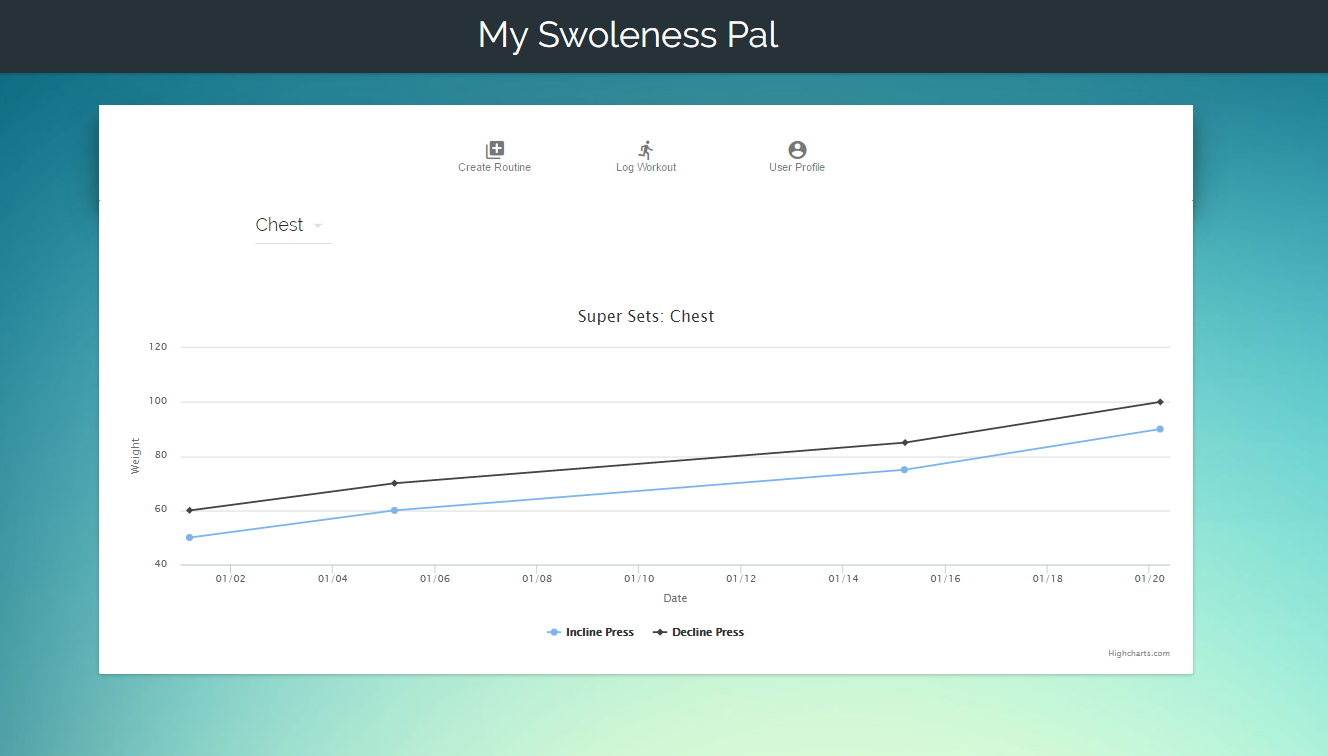 My Swoleness Pal
Create Routine Log Workout User Profile
Chest
Super Sets: Chest
120
100
80
60
40
Weight
01/02 01/04 01/06 01/08 01/10 01/12 01/14 01/16 01/18 01/20
Date
Incline Press Decline Press
Highcharts.com